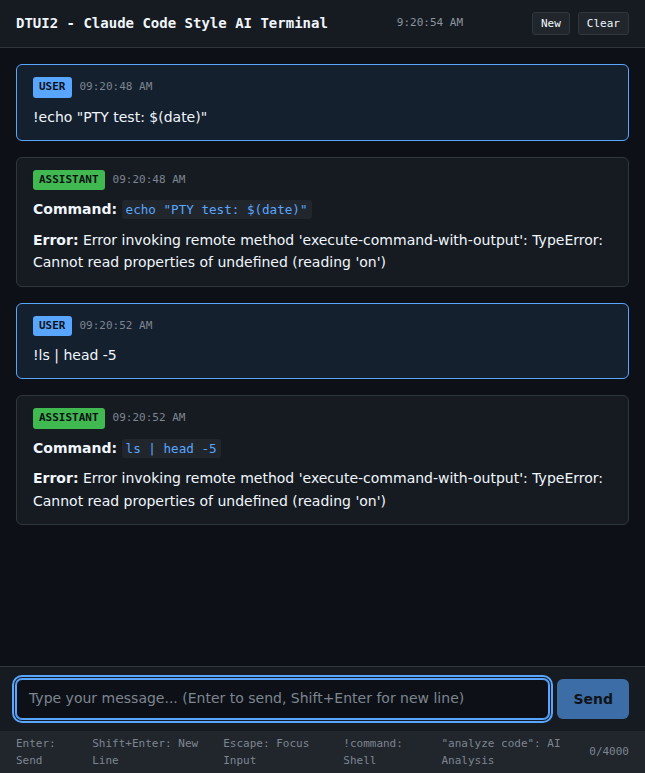 DTUI2 - Claude Code Style AI Terminal
9:20:54 AM
New
Clear
USER 09:20:48 AM
!echo "PTY test: $(date)"
ASSISTANT 09:20:48 AM
Command: echo "PTY test: $(date)"
Error: Error invoking remote method 'execute-command-with-output': TypeError:
Cannot read properties of undefined (reading 'on')
USER 09:20:52 AM
!ls | head -5
ASSISTANT 09:20:52 AM
Command: ls | head -5
Error: Error invoking remote method 'execute-command-with-output': TypeError:
Cannot read properties of undefined (reading 'on')
Type your message... (Enter to send, Shift+Enter for new line)
Send
Enter:
Send
Shift+Enter: New
Line
Escape: Focus
Input
!command:
Shell
"analyze code": AI
Analysis
0/4000